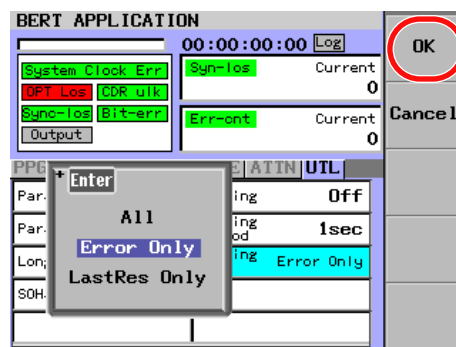 BERT APPLICATION
00:00:00:00 Log
OK
System Clock Err
Syn-los Current
OPT Los CDR ulk
0
Sync-los Bit-err
Err-cnt Current
Cancel
Output
0
PPG E ATTN UTL
Enter
Par. ing Off
All
Par. ing od 1sec
Error Only
Lon ing Error Only
LastRes Only
SOH